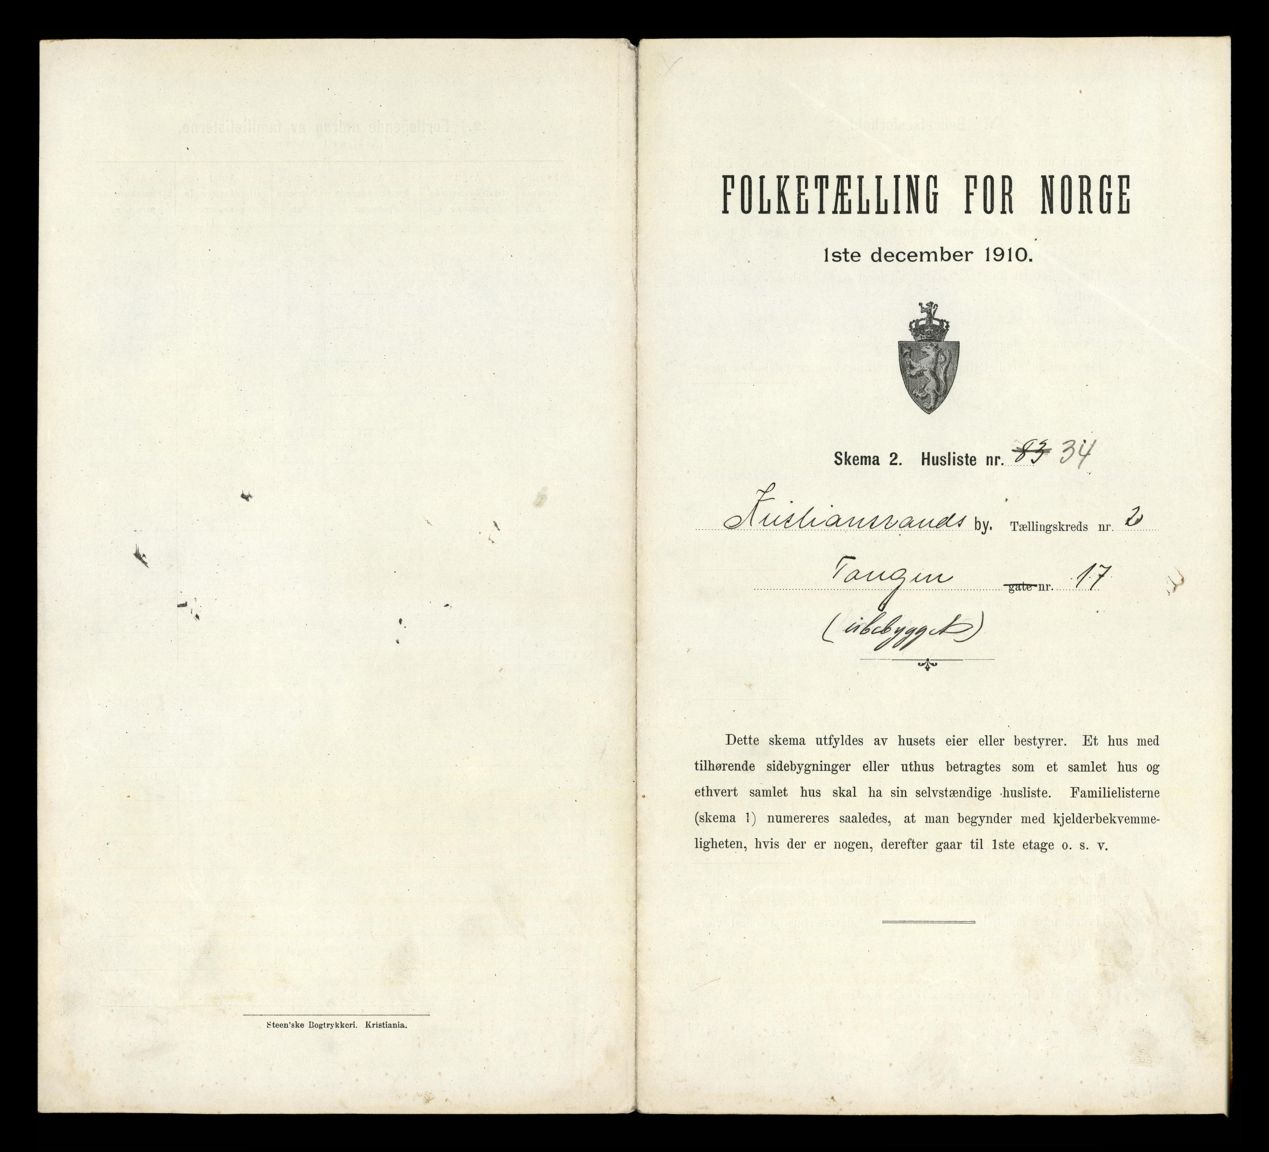 FOLKETÆLLING FOR NORGE
1ste december 1910.
Skema 2. Husliste nr. 83 34
Kristiansands by. Tællingskreds nr. 2
Tangen gate nr. 17
(ubebygget)
Dette skema utfyldes av husets eier eller bestyrer. Et hus med
tilhørende sidebygninger eller uthus betragtes som et samlet hus og
ethvert samlet hus skal ha sin selvstændige husliste. Familielisterne
(skema 1) numereres saaledes, at man begynder med kjelderbekvemme-
ligheten, hvis der er nogen, derefter gaar til 1ste etage o. s. v.
Steen'ske Bogtrykkeri. Kristiania.